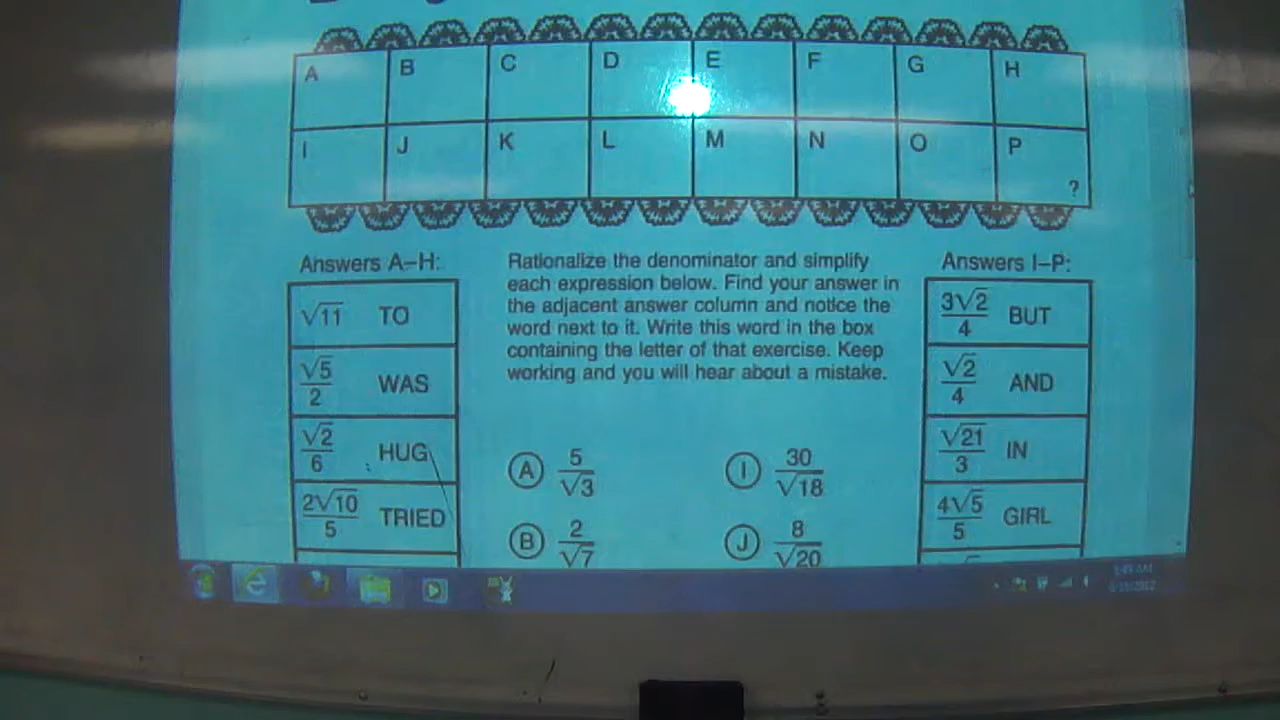 A B C D E F G H
I J K L M N O P
?
Answers A–H:
√11 TO
√5/2 WAS
√2/6 HUG
2√10/5 TRIED
Rationalize the denominator and simplify
each expression below. Find your answer in
the adjacent answer column and notice the
word next to it. Write this word in the box
containing the letter of that exercise. Keep
working and you will hear about a mistake.
A 5/√3
I 30/√18
B 2/√7
J 8/√20
Answers I–P:
3√2/4 BUT
√2/4 AND
√21/3 IN
4√5/5 GIRL